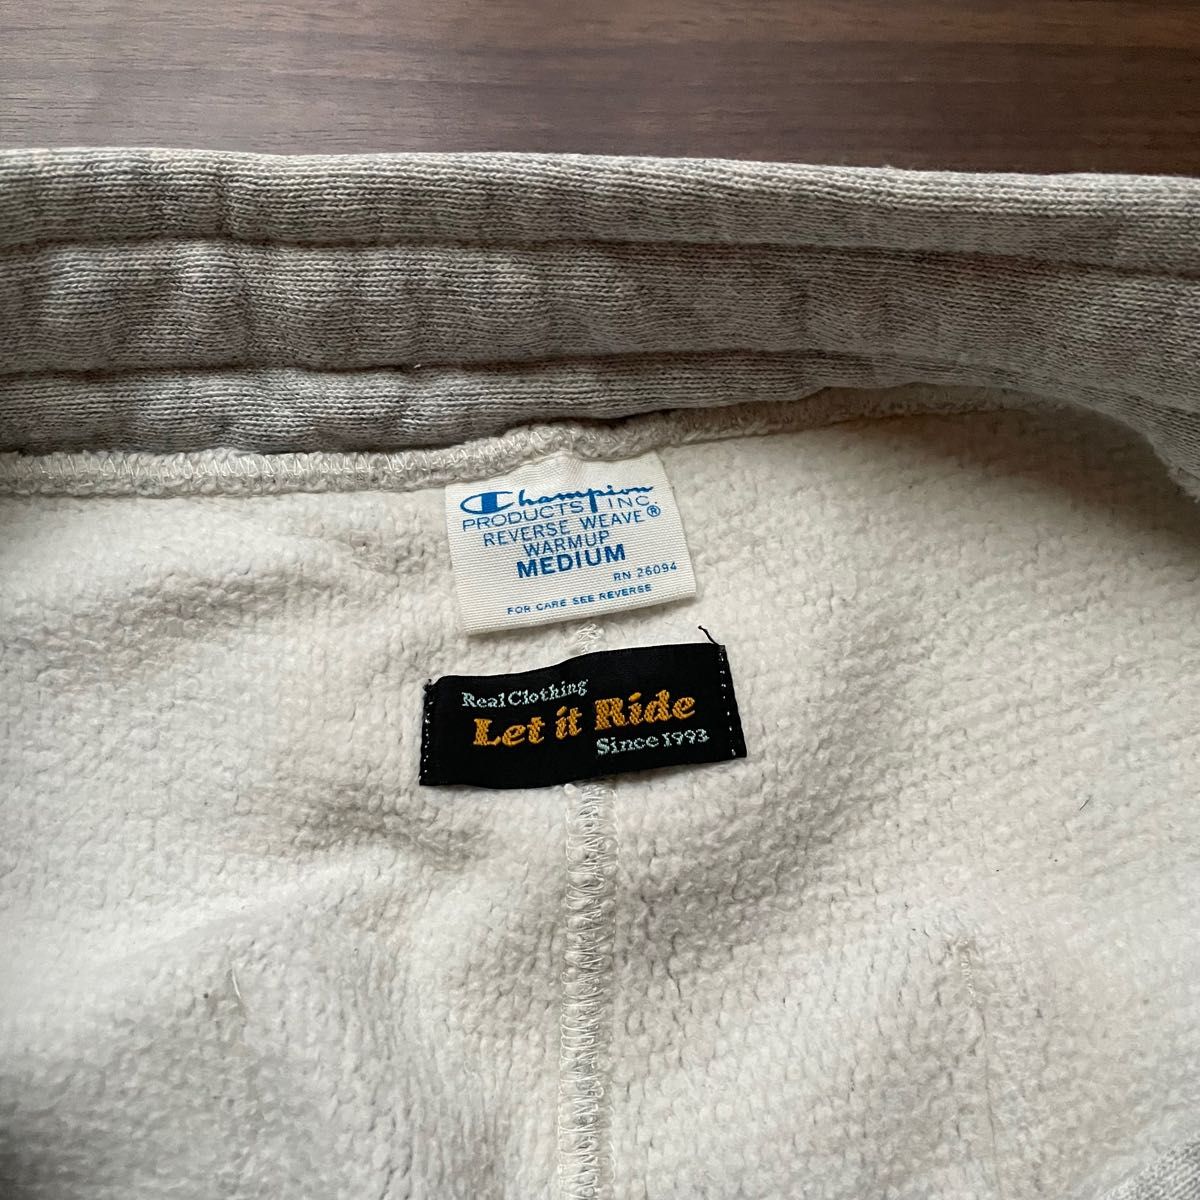 Champion
PRODUCTS INC.
REVERSE WEAVE®
WARMUP
MEDIUM
RN 26094
FOR CARE SEE REVERSE
Real Clothing
Let it Ride
Since 1993